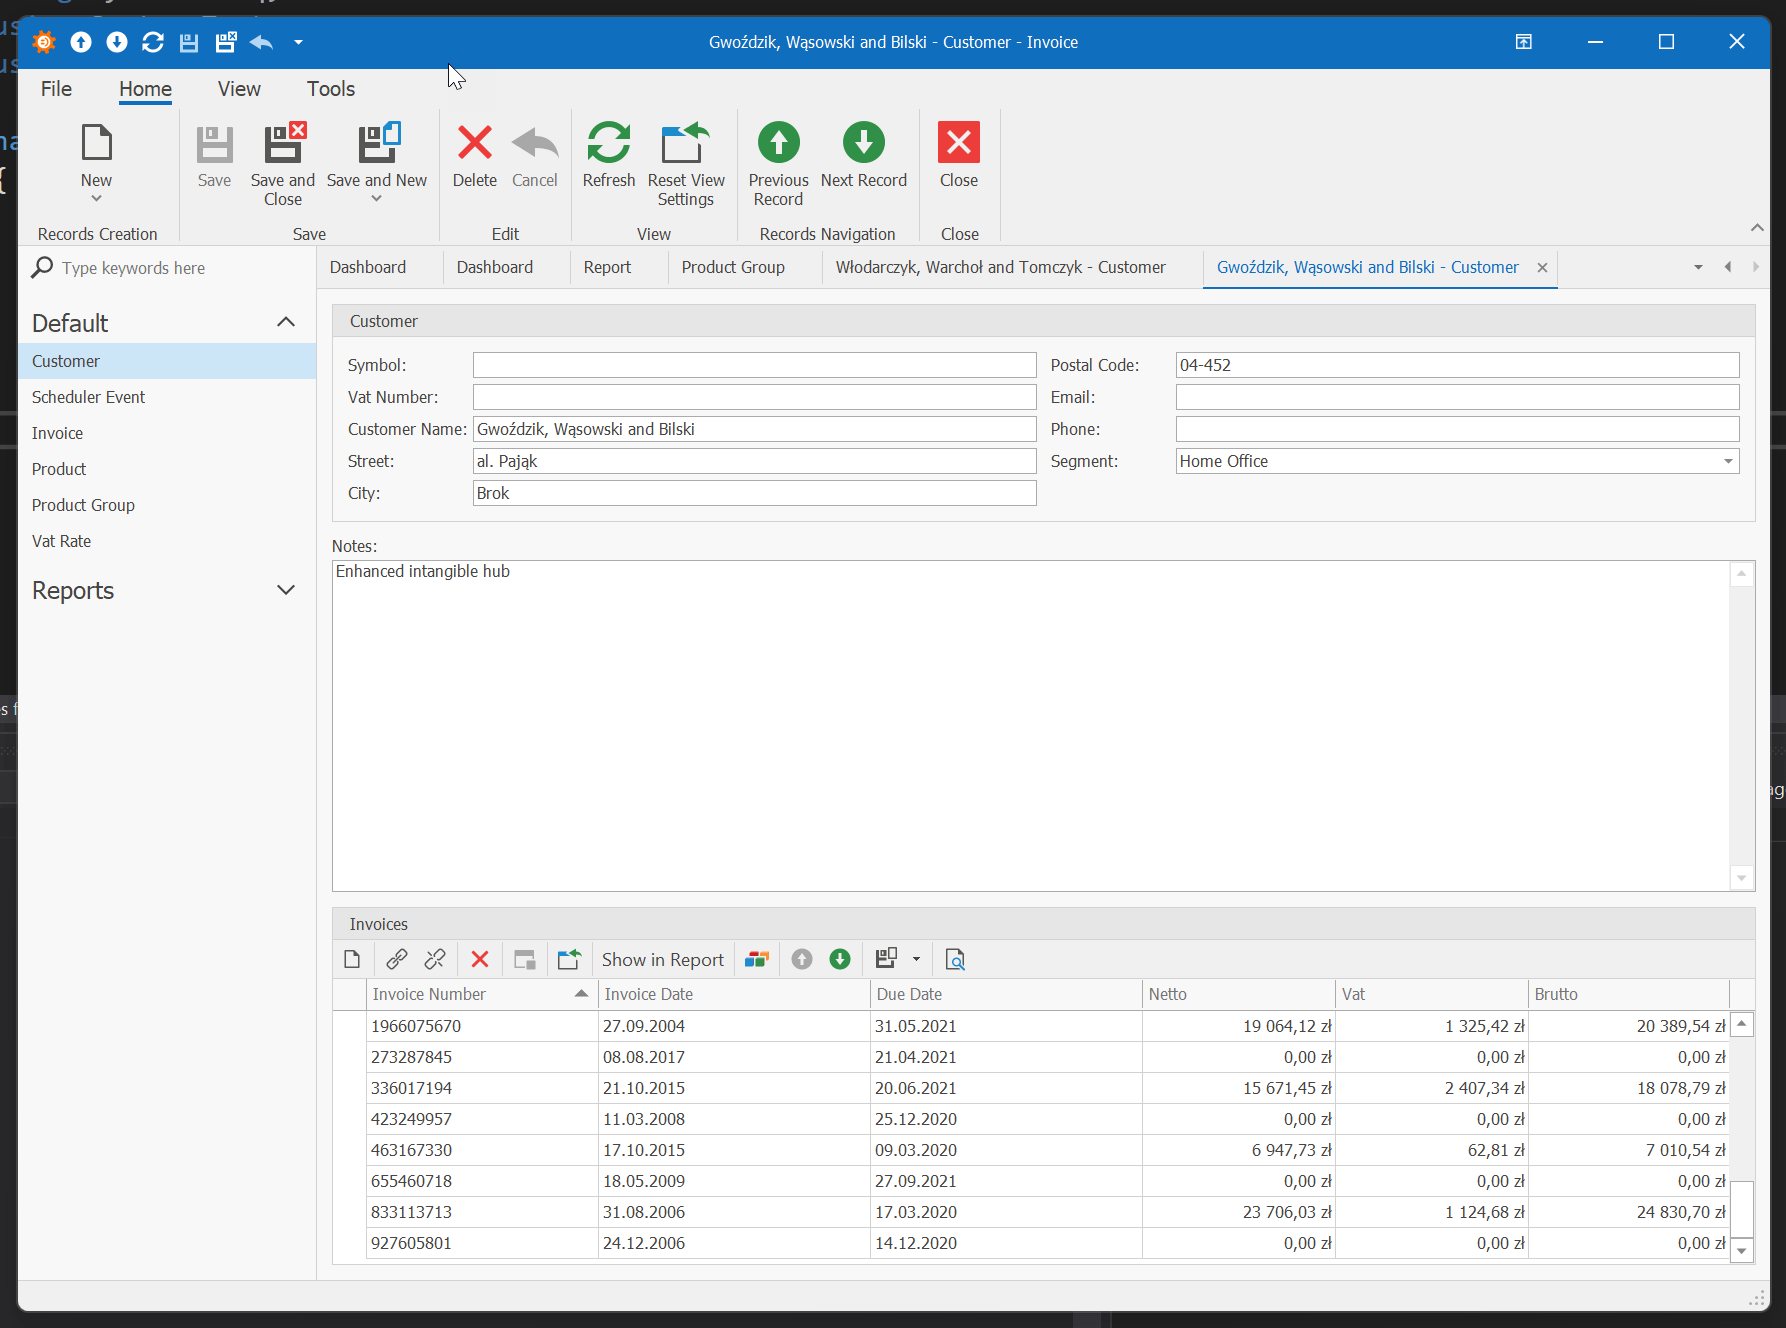 Gwoździk, Wąsowski and Bilski - Customer - Invoice
File Home View Tools
New Save Save and Close Save and New Delete Cancel Refresh Reset View Settings Previous Record Next Record Close
Records Creation Save Edit View Records Navigation Close
Type keywords here
Dashboard Dashboard Report Product Group Włodarczyk, Warchoł and Tomczyk - Customer Gwoździk, Wąsowski and Bilski - Customer
Default
Customer
Scheduler Event
Invoice
Product
Product Group
Vat Rate
Reports
Customer
Symbol:
Postal Code: 04-452
Vat Number:
Email:
Customer Name: Gwoździk, Wąsowski and Bilski
Phone:
Street: al. Pająk
Segment: Home Office
City: Brok
Notes:
Enhanced intangible hub
Invoices
Show in Report
Invoice Number Invoice Date Due Date Netto Vat Brutto
1966075670 27.09.2004 31.05.2021 19 064,12 zł 1 325,42 zł 20 389,54 zł
273287845 08.08.2017 21.04.2021 0,00 zł 0,00 zł 0,00 zł
336017194 21.10.2015 20.06.2021 15 671,45 zł 2 407,34 zł 18 078,79 zł
423249957 11.03.2008 25.12.2020 0,00 zł 0,00 zł 0,00 zł
463167330 17.10.2015 09.03.2020 6 947,73 zł 62,81 zł 7 010,54 zł
655460718 18.05.2009 27.09.2021 0,00 zł 0,00 zł 0,00 zł
833113713 31.08.2006 17.03.2020 23 706,03 zł 1 124,68 zł 24 830,70 zł
927605801 24.12.2006 14.12.2020 0,00 zł 0,00 zł 0,00 zł